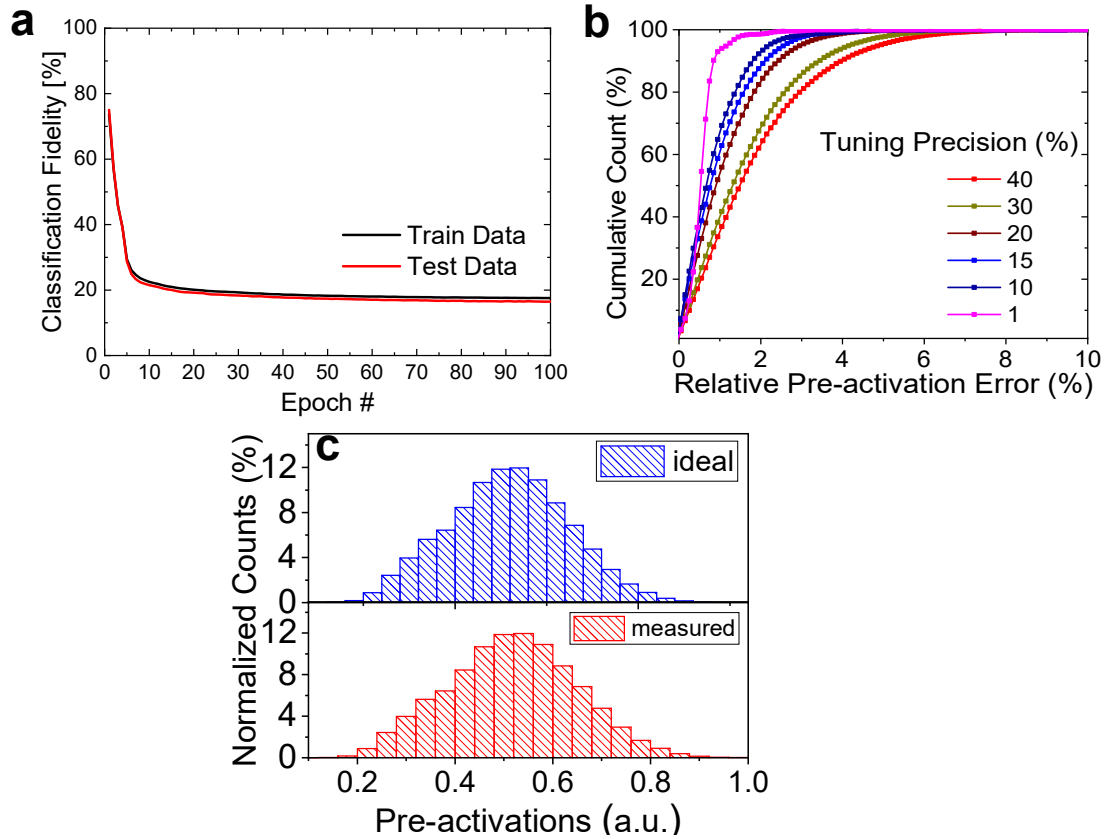 a
Classification Fidelity [%]
100
80
60
40
20
0
Train Data
Test Data
0 10 20 30 40 50 60 70 80 90 100
Epoch #
b
Cumulative Count (%)
100
80
60
40
20
Tuning Precision (%)
40
30
20
15
10
1
0 2 4 6 8 10
Relative Pre-activation Error (%)
c
Normalized Counts (%)
12
8
4
0
ideal
12
8
4
0
measured
0.2 0.4 0.6 0.8 1.0
Pre-activations (a.u.)